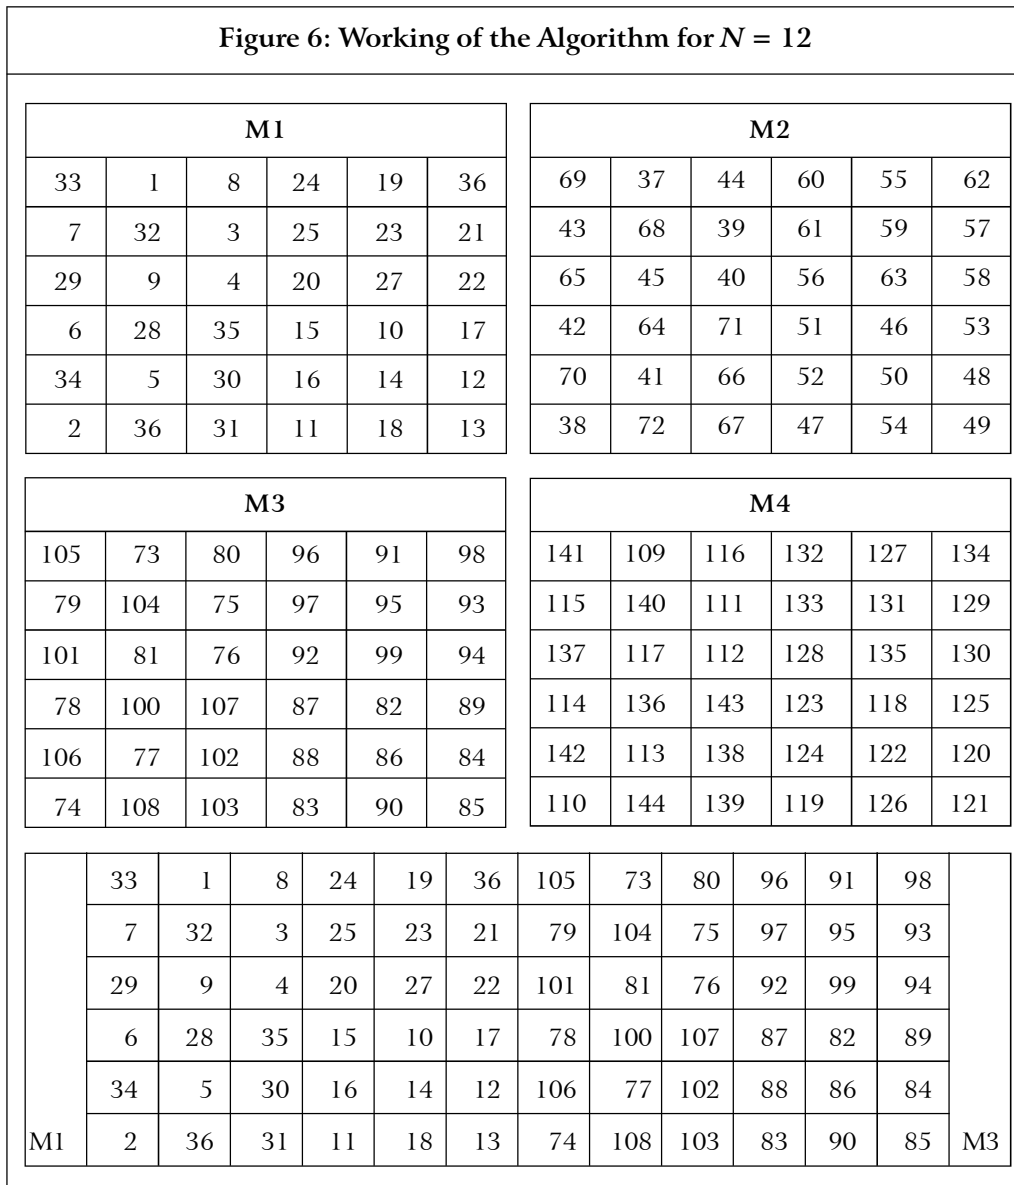 Figure 6: Working of the Algorithm for N = 12
M1
33 1 8 24 19 36
7 32 3 25 23 21
29 9 4 20 27 22
6 28 35 15 10 17
34 5 30 16 14 12
2 36 31 11 18 13
M2
69 37 44 60 55 62
43 68 39 61 59 57
65 45 40 56 63 58
42 64 71 51 46 53
70 41 66 52 50 48
38 72 67 47 54 49
M3
105 73 80 96 91 98
79 104 75 97 95 93
101 81 76 92 99 94
78 100 107 87 82 89
106 77 102 88 86 84
74 108 103 83 90 85
M4
141 109 116 132 127 134
115 140 111 133 131 129
137 117 112 128 135 130
114 136 143 123 118 125
142 113 138 124 122 120
110 144 139 119 126 121
33 1 8 24 19 36 105 73 80 96 91 98
7 32 3 25 23 21 79 104 75 97 95 93
29 9 4 20 27 22 101 81 76 92 99 94
6 28 35 15 10 17 78 100 107 87 82 89
34 5 30 16 14 12 106 77 102 88 86 84
M1 2 36 31 11 18 13 74 108 103 83 90 85 M3